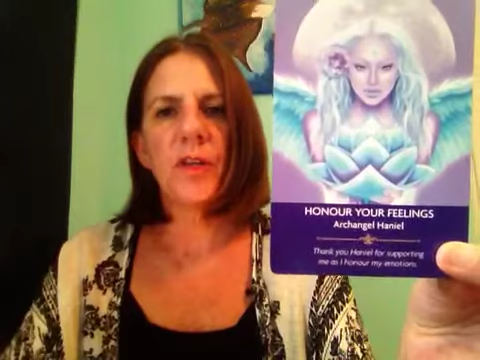 HONOUR YOUR FEELINGS
Archangel Haniel
Thank you Haniel for supporting
me as I honour my emotions.